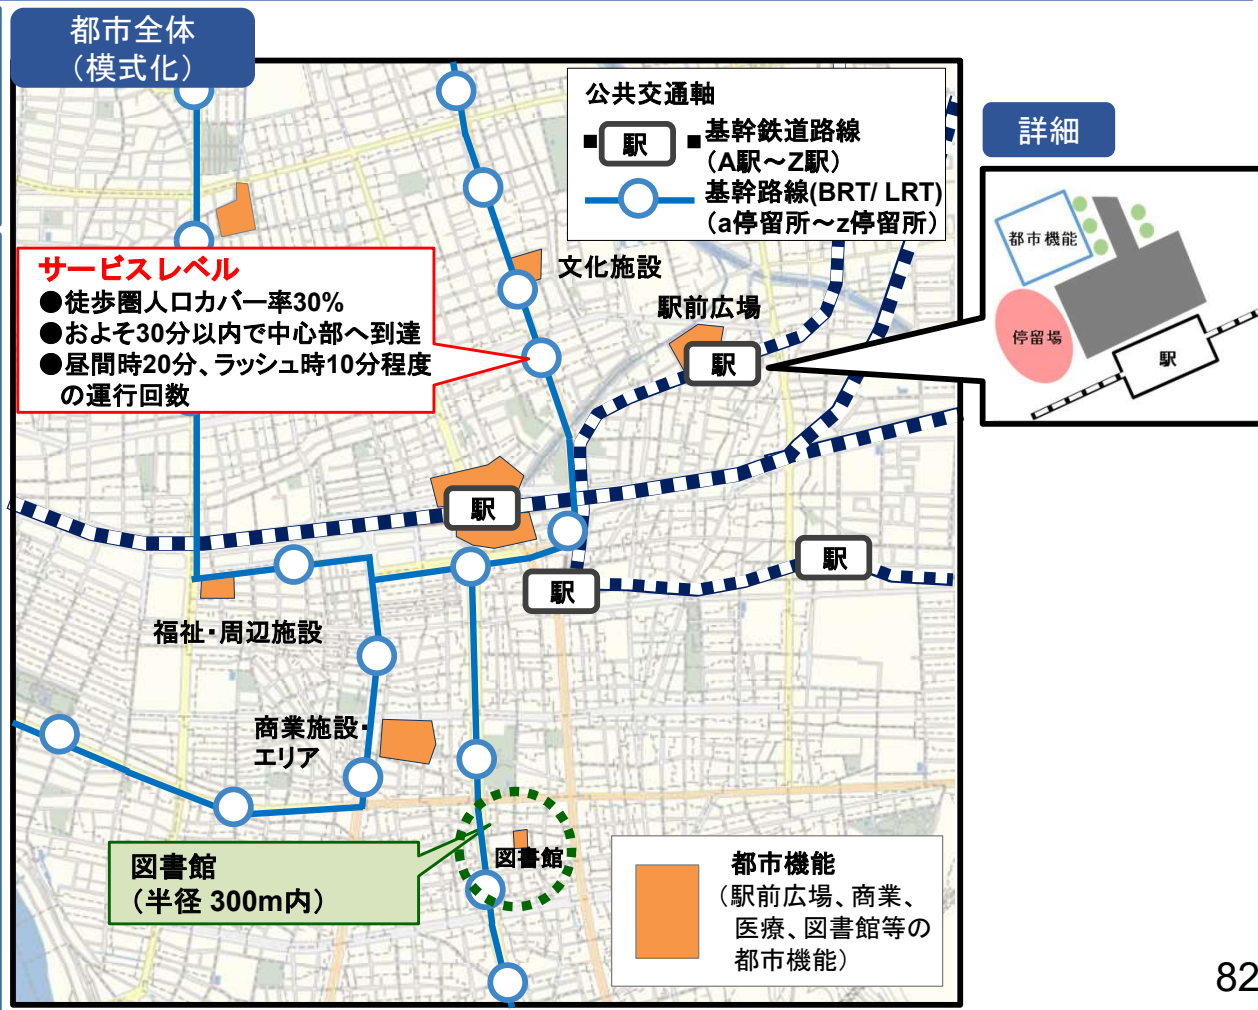 都市全体
（模式化）
公共交通軸
駅
基幹鉄道路線
（A駅～Z駅）
基幹路線(BRT/ LRT)
（a停留所～z停留所）
詳細
都市機能
停留場
駅
サービスレベル
●徒歩圏人口カバー率30%
●およそ30分以内で中心部へ到達
●昼間時20分、ラッシュ時10分程度
の運行回数
文化施設
駅前広場
駅
駅
駅
駅
福祉・周辺施設
商業施設・
エリア
図書館
（半径 300m内）
図書館
都市機能
（駅前広場、商業、
医療、図書館等の
都市機能）
82